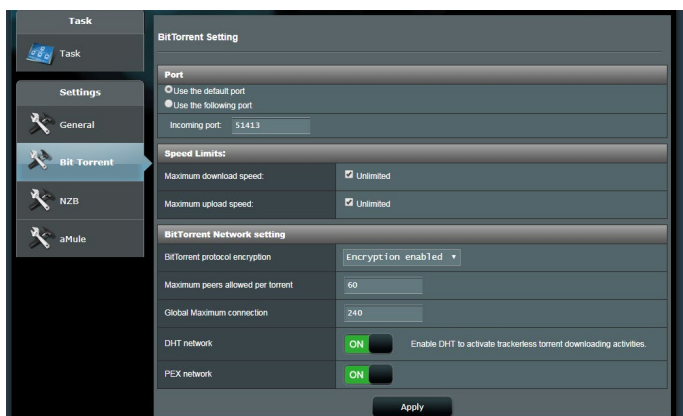 Task
Task
Settings
General
Bit Torrent
NZB
aMule
BitTorrent Setting
Port
Use the default port
Use the following port
Incoming port: 51413
Speed Limits:
Maximum download speed: Unlimited
Maximum upload speed: Unlimited
BitTorrent Network setting
BitTorrent protocol encryption Encryption enabled
Maximum peers allowed per torrent 60
Global Maximum connection 240
DHT network ON Enable DHT to activate trackerless torrent downloading activities.
PEX network ON
Apply